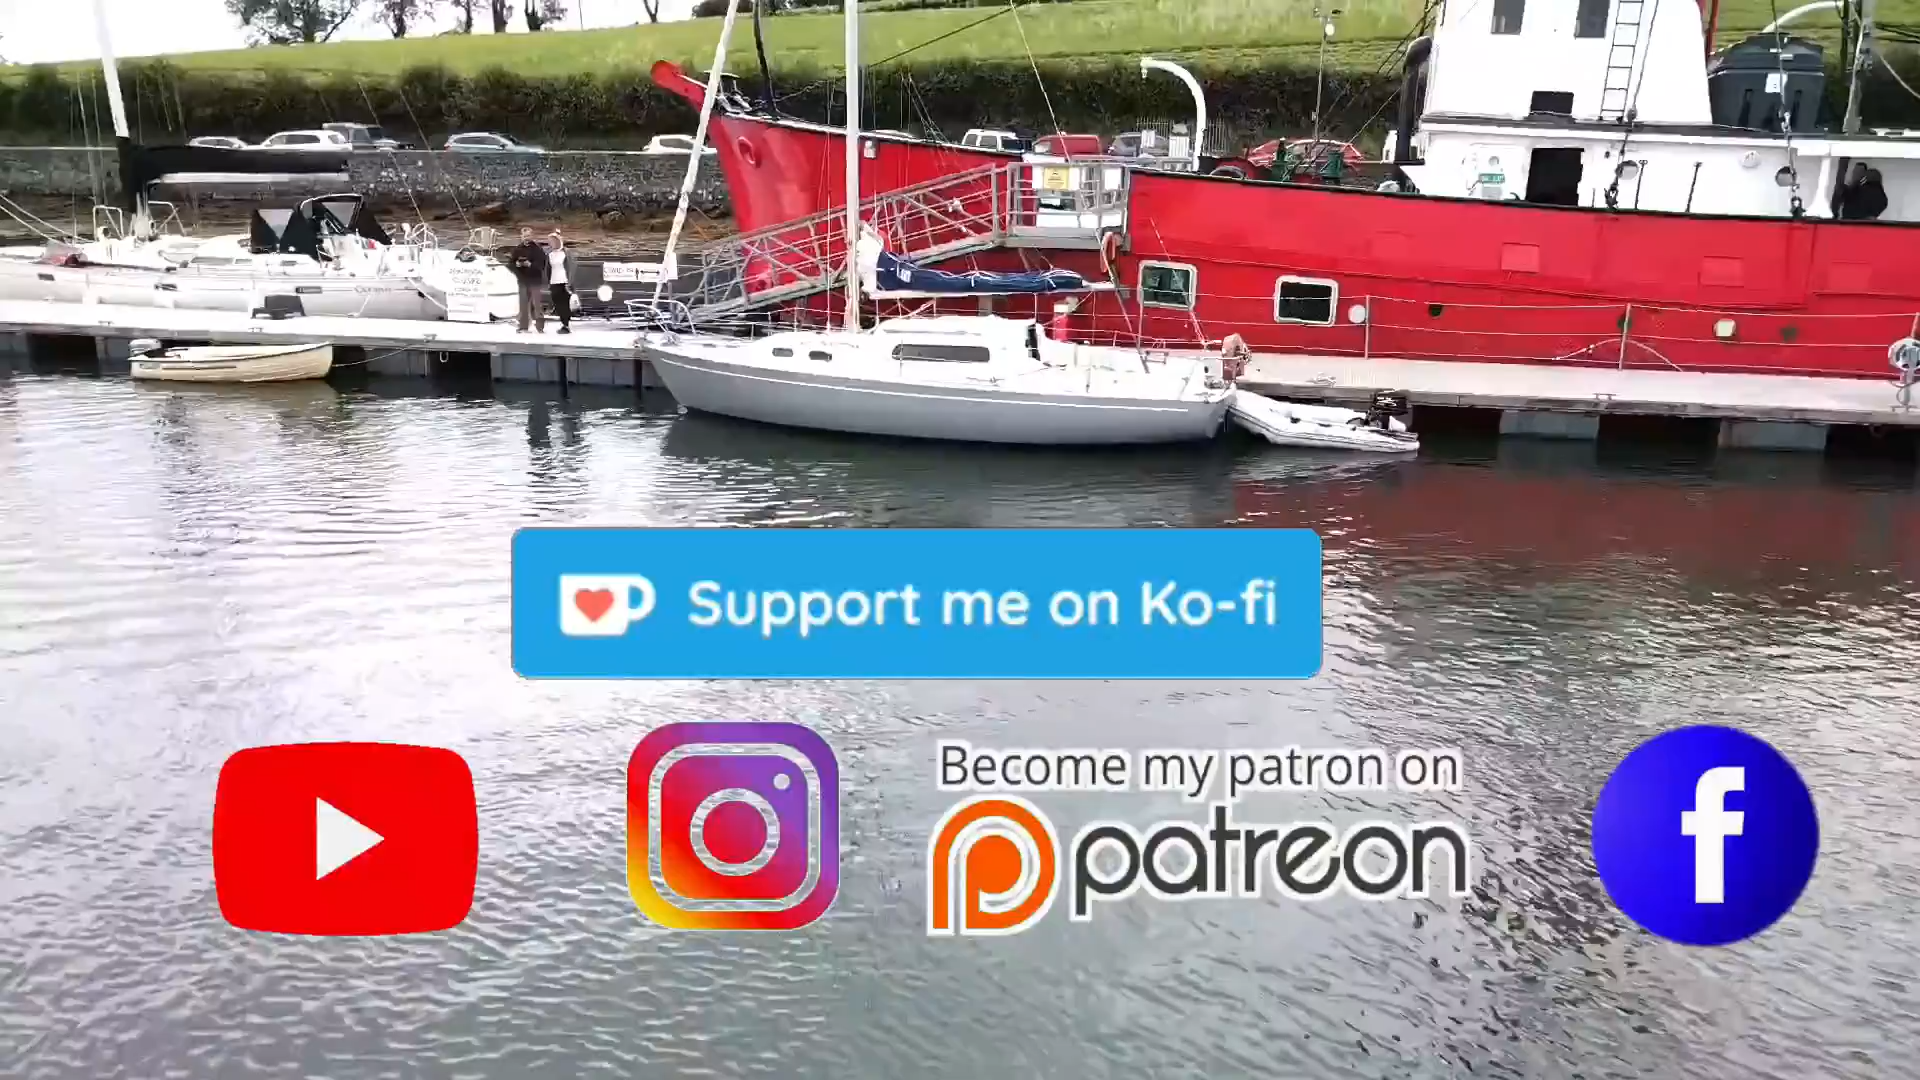 Support me on Ko-fi
Become my patron on
patreon
f